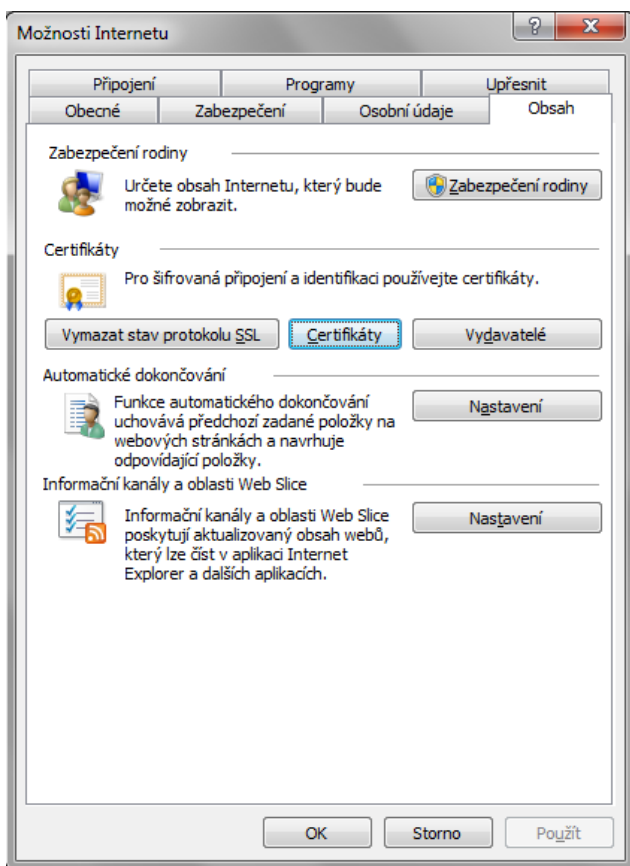 Možnosti Internetu
Připojení Programy Upřesnit
Obecné Zabezpečení Osobní údaje Obsah
Zabezpečení rodiny
Určete obsah Internetu, který bude
možné zobrazit.
Zabezpečení rodiny
Certifikáty
Pro šifrovaná připojení a identifikaci používejte certifikáty.
Vymazat stav protokolu SSL Certifikáty Vydavatelé
Automatické dokončování
Funkce automatického dokončování
uchovává předchozí zadané položky na
webových stránkách a navrhuje
odpovídající položky.
Nastavení
Informační kanály a oblasti Web Slice
Informační kanály a oblasti Web Slice
poskytují aktualizovaný obsah webů,
který lze číst v aplikaci Internet
Explorer a dalších aplikacích.
Nastavení
OK Storno Použít